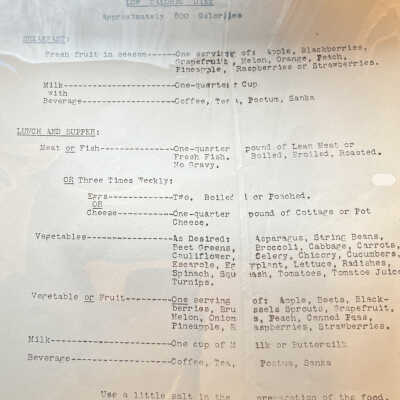 LOW CALORIE DIET
Approximately 800 Calories
BREAKFAST:
Fresh fruit in season------One serving of: Apple, Blackberries,
Grapefruit, Melon, Orange, Peach,
Pineapple, Raspberries or Strawberries.
Milk------------------------One-quarter Cup
with
Beverage--------------------Coffee, Tea, Postum, Sanka
LUNCH AND SUPPER:
Meat or Fish----------------One-quarter pound of Lean Meat or
Fresh Fish. Boiled, Broiled, Roasted.
No Gravy.
OR Three Times Weekly:
Eggs------------Two, Boiled or Poached.
OR
Cheese----------One-quarter pound of Cottage or Pot
Cheese.
Vegetables------------------As Desired: Asparagus, String Beans,
Beet Greens, Broccoli, Cabbage, Carrots,
Cauliflower, Celery, Chicory, Cucumbers,
Escarole, Eggplant, Lettuce, Radishes,
Spinach, Squash, Tomatoes, Tomatoe Juice
Turnips.
Vegetable or Fruit----------One serving of: Apple, Beets, Black-
berries, Brussels Sprouts, Grapefruit,
Melon, Onions, Peach, Canned Peas,
Pineapple, Raspberries, Strawberries.
Milk------------------------One cup of Milk or Buttermilk
Beverage--------------------Coffee, Tea, Postum, Sanka
Use a little salt in the preparation of the food.